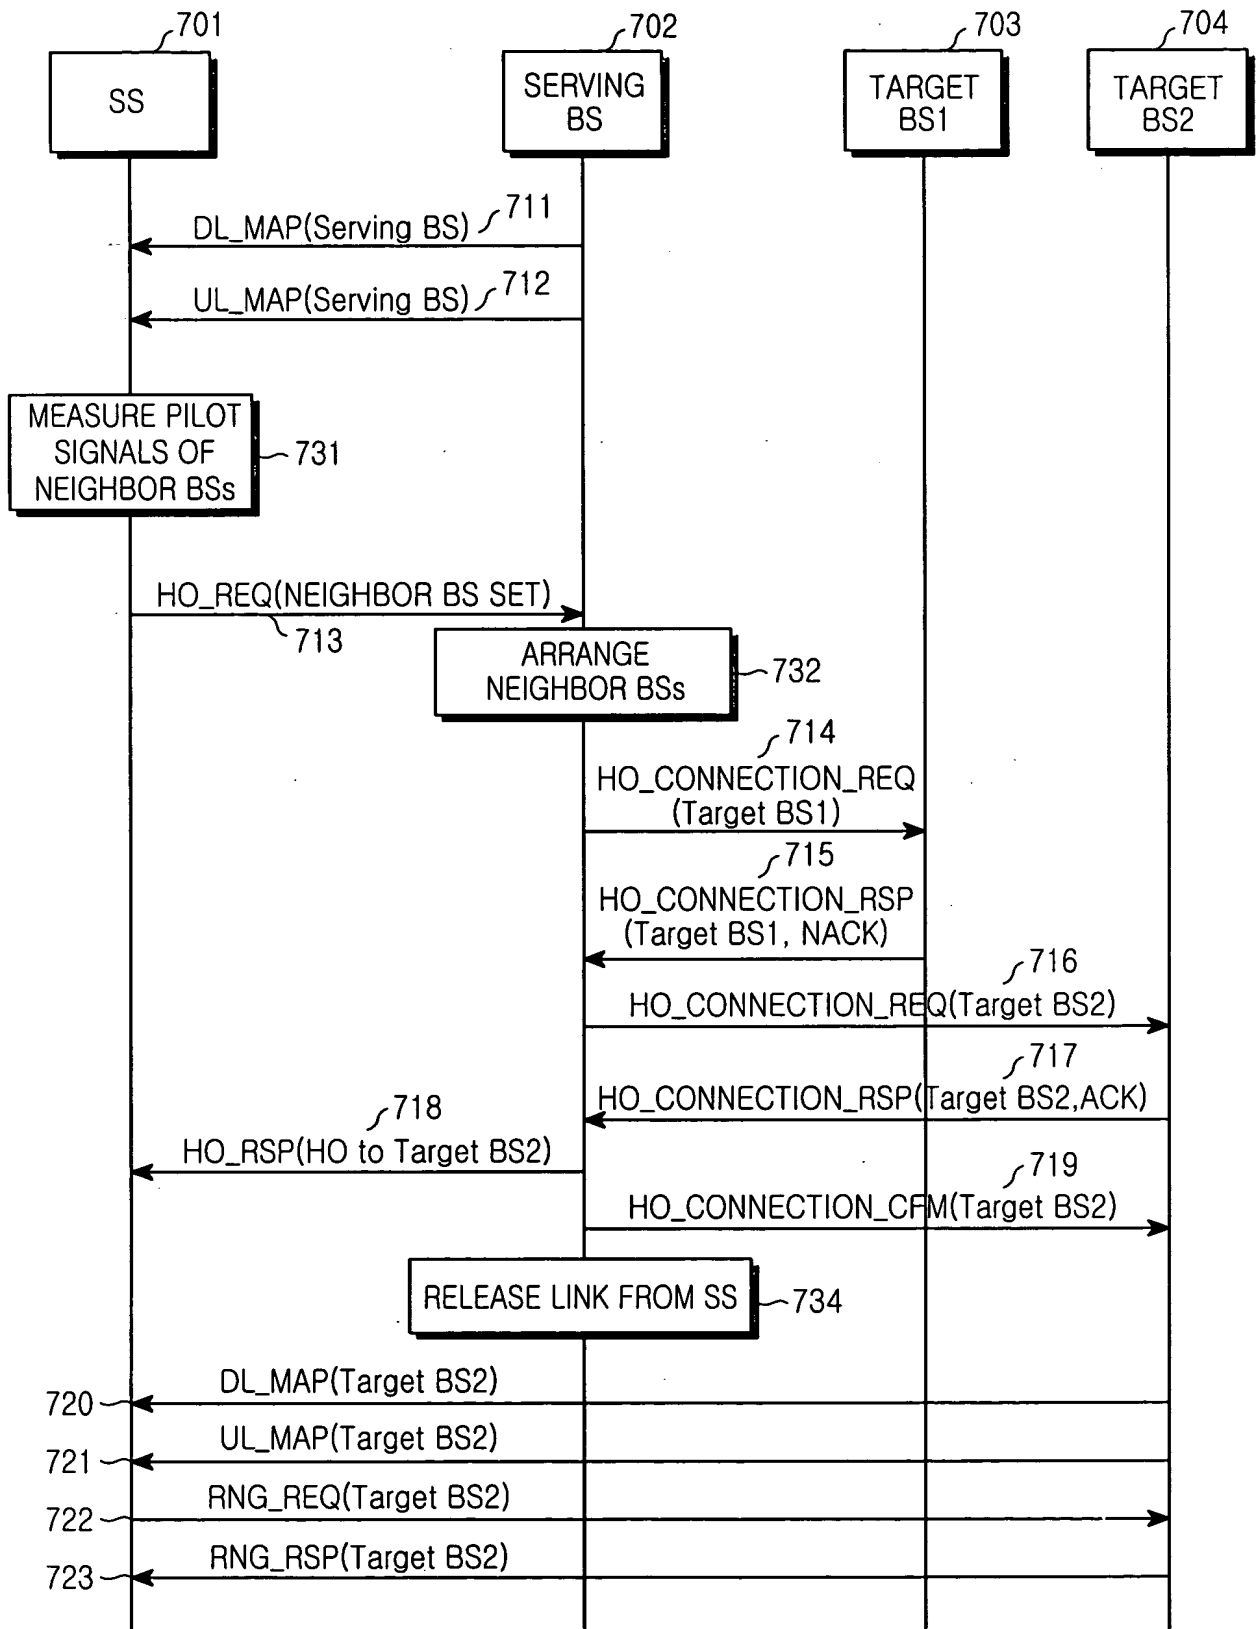 701
702
703
704
SS
SERVING
BS
TARGET
BS1
TARGET
BS2
DL_MAP(Serving BS)
711
UL_MAP(Serving BS)
712
MEASURE PILOT
SIGNALS OF
NEIGHBOR BSs
731
HO_REQ(NEIGHBOR BS SET)
713
ARRANGE
NEIGHBOR BSs
732
714
HO_CONNECTION_REQ
(Target BS1)
715
HO_CONNECTION_RSP
(Target BS1, NACK)
716
HO_CONNECTION_REQ(Target BS2)
717
HO_CONNECTION_RSP(Target BS2,ACK)
718
HO_RSP(HO to Target BS2)
719
HO_CONNECTION_CFM(Target BS2)
RELEASE LINK FROM SS
734
DL_MAP(Target BS2)
720
UL_MAP(Target BS2)
721
RNG_REQ(Target BS2)
722
RNG_RSP(Target BS2)
723